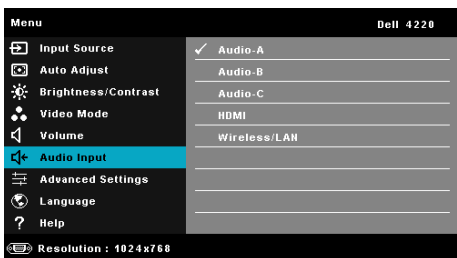 Menu Dell 4220
Input Source
Auto Adjust
Brightness/Contrast
Video Mode
Volume
Audio Input
Advanced Settings
Language
Help
Audio-A
Audio-B
Audio-C
HDMI
Wireless/LAN
Resolution : 1024x768